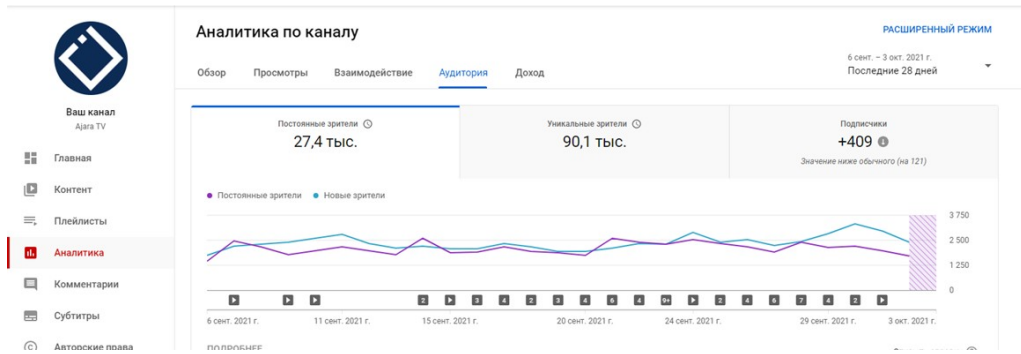 Аналитика по каналу
РАСШИРЕННЫЙ РЕЖИМ
Обзор Просмотры Взаимодействие Аудитория Доход
6 сент. – 3 окт. 2021 г.
Последние 28 дней
Ваш канал
Ajara TV
Главная
Контент
Плейлисты
Аналитика
Комментарии
Субтитры
Авторские права
Постоянные зрители
27,4 тыс.
Уникальные зрители
90,1 тыс.
Подписчики
+409
Значение ниже обычного (на 121)
Постоянные зрители Новые зрители
3 750
2 500
1 250
0
2 3 4 2 3 4 6 4 9+ 2 4 6 7 4 2
6 сент. 2021 г. 11 сент. 2021 г. 15 сент. 2021 г. 20 сент. 2021 г. 24 сент. 2021 г. 29 сент. 2021 г. 3 окт. 2021 г.
ПОДРОБНЕЕ